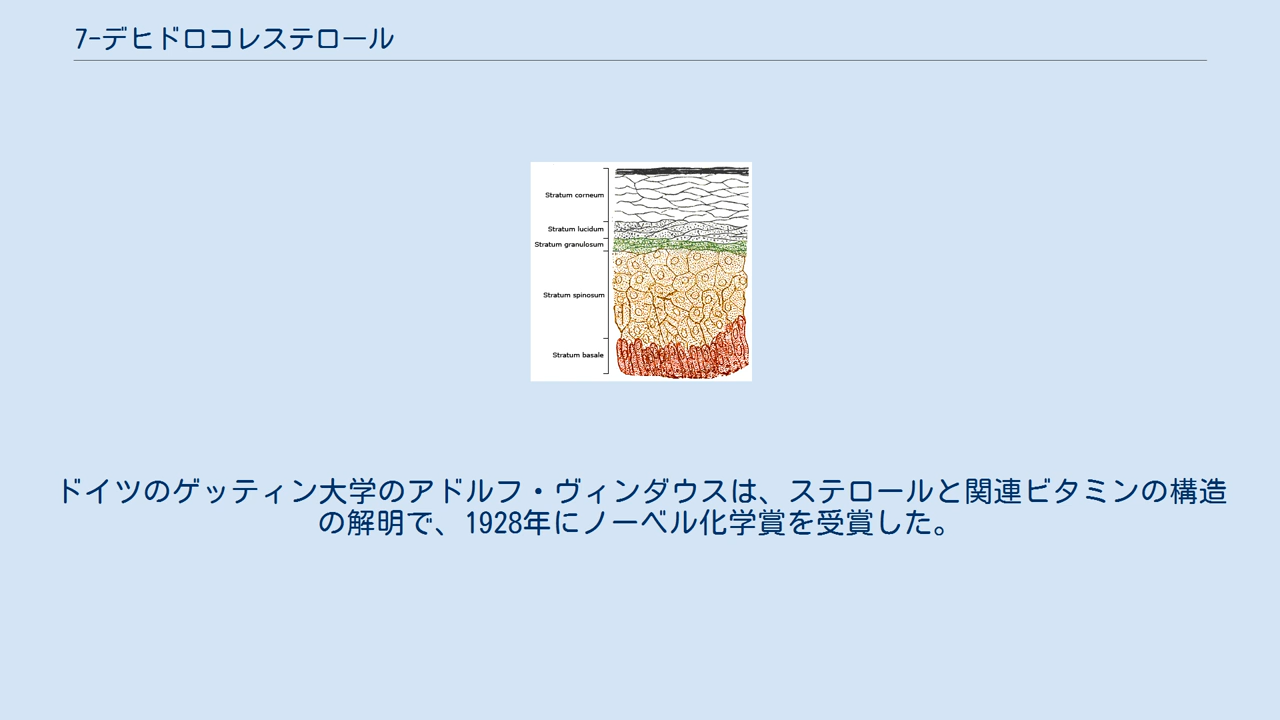 7-デヒドロコレステロール
Stratum corneum
Stratum lucidum
Stratum granulosum
Stratum spinosum
Stratum basale
ドイツのゲッティン大学のアドルフ・ヴィンダウスは、ステロールと関連ビタミンの構造
の解明で、1928年にノーベル化学賞を受賞した。